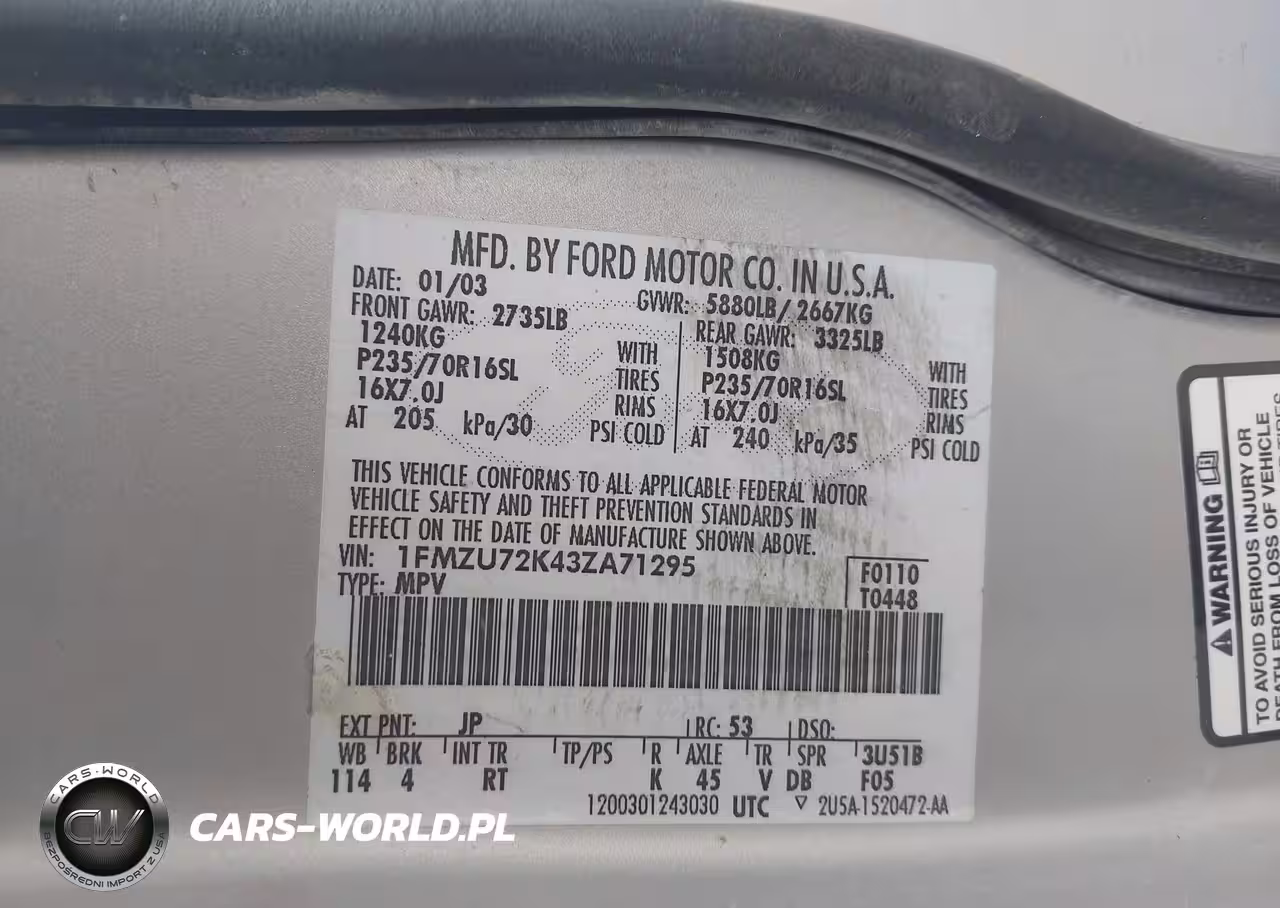 MFD. BY FORD MOTOR CO. IN U.S.A.
DATE: 01/03 GVWR: 5880LB/ 2667KG
FRONT GAWR: 2735LB REAR GAWR: 3325LB
1240KG WITH 1508KG WITH
P235/70R16SL TIRES P235/70R16SL TIRES
16X7.0J RIMS 16X7.0J RIMS
AT 205 kPa/30 PSI COLD AT 240 kPa/35 PSI COLD
THIS VEHICLE CONFORMS TO ALL APPLICABLE FEDERAL MOTOR
VEHICLE SAFETY AND THEFT PREVENTION STANDARDS IN
EFFECT ON THE DATE OF MANUFACTURE SHOWN ABOVE.
VIN: 1FMZU72K43ZA71295 F0110
TYPE: MPV T0448
EXT PNT: JP RC: 53 DSO:
WB BRK INT TR TP/PS R AXLE TR SPR 3U51B
114 4 RT K 45 V DB F05
1200301243030 UTC ▽ 2U5A-1520472-AA
WARNING
TO AVOID SERIOUS INJURY OR
DEATH FROM LOSS OF VEHICLE
CARS-WORLD
CW
BEZPOŚREDNI IMPORT Z USA
CARS-WORLD.PL